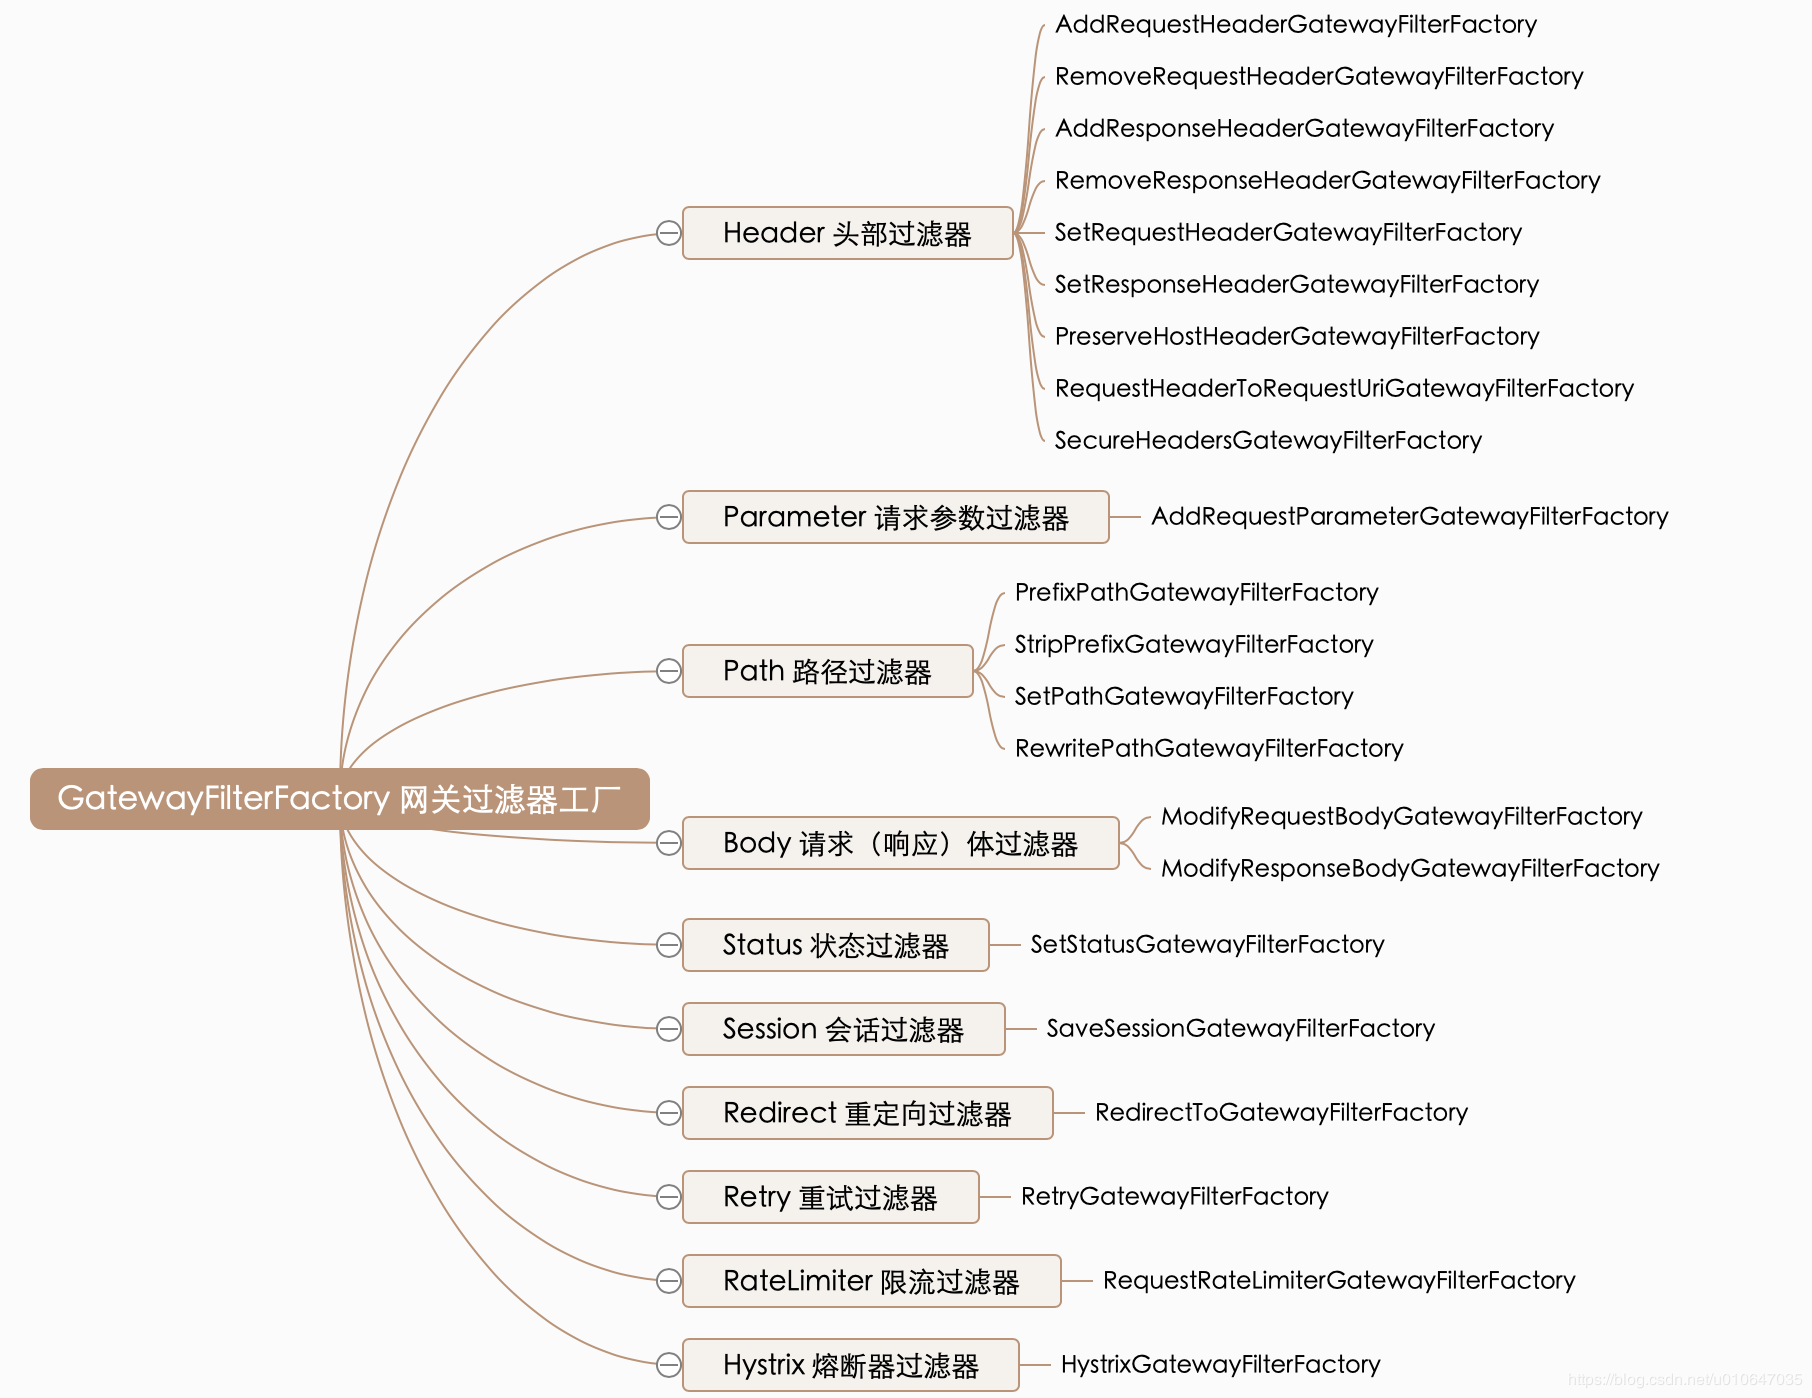 GatewayFilterFactory 网关过滤器工厂
Header 头部过滤器
AddRequestHeaderGatewayFilterFactory
RemoveRequestHeaderGatewayFilterFactory
AddResponseHeaderGatewayFilterFactory
RemoveResponseHeaderGatewayFilterFactory
SetRequestHeaderGatewayFilterFactory
SetResponseHeaderGatewayFilterFactory
PreserveHostHeaderGatewayFilterFactory
RequestHeaderToRequestUriGatewayFilterFactory
SecureHeadersGatewayFilterFactory
Parameter 请求参数过滤器
AddRequestParameterGatewayFilterFactory
Path 路径过滤器
PrefixPathGatewayFilterFactory
StripPrefixGatewayFilterFactory
SetPathGatewayFilterFactory
RewritePathGatewayFilterFactory
Body 请求（响应）体过滤器
ModifyRequestBodyGatewayFilterFactory
ModifyResponseBodyGatewayFilterFactory
Status 状态过滤器
SetStatusGatewayFilterFactory
Session 会话过滤器
SaveSessionGatewayFilterFactory
Redirect 重定向过滤器
RedirectToGatewayFilterFactory
Retry 重试过滤器
RetryGatewayFilterFactory
RateLimiter 限流过滤器
RequestRateLimiterGatewayFilterFactory
Hystrix 熔断器过滤器
HystrixGatewayFilterFactory
https://blog.csdn.net/u010647035